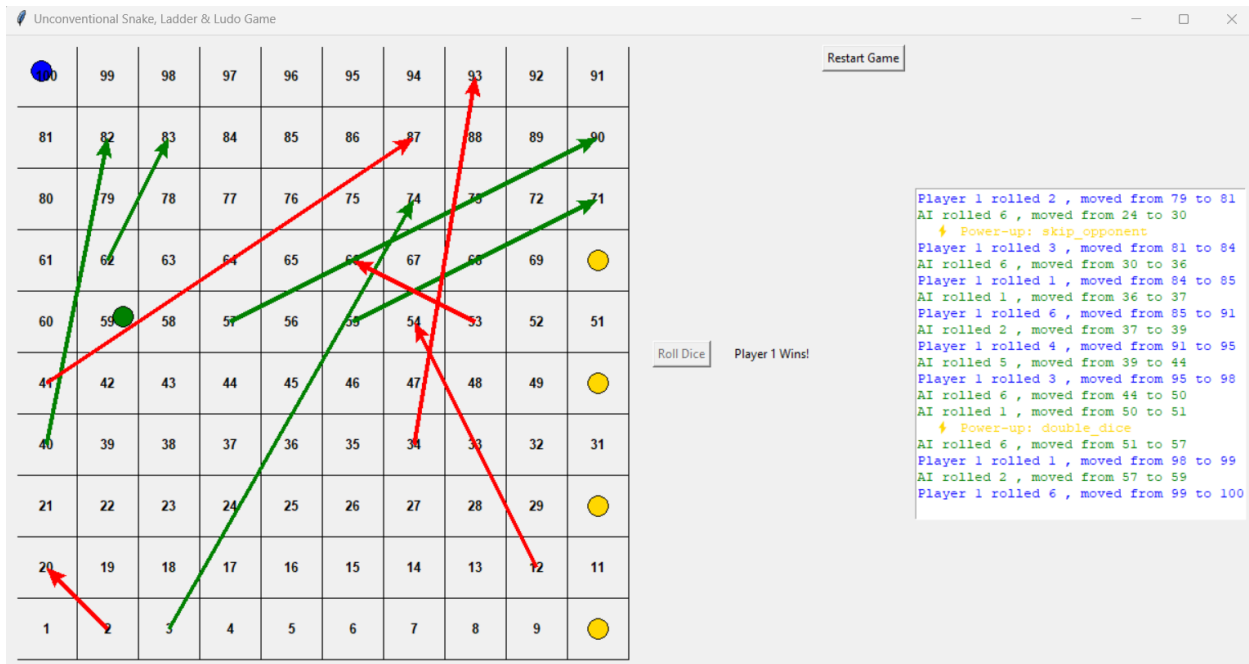 Unconventional Snake, Ladder & Ludo Game
Restart Game
100 99 98 97 96 95 94 93 92 91
81 82 83 84 85 86 87 88 89 90
80 79 78 77 76 75 74 73 72 71
61 62 63 64 65 66 67 68 69
60 59 58 57 56 55 54 53 52 51
41 42 43 44 45 46 47 48 49
40 39 38 37 36 35 34 33 32 31
21 22 23 24 25 26 27 28 29
20 19 18 17 16 15 14 13 12 11
1 2 3 4 5 6 7 8 9
Roll Dice Player 1 Wins!
Player 1 rolled 2 , moved from 79 to 81
AI rolled 6 , moved from 24 to 30
⚡ Power-up: skip_opponent
Player 1 rolled 3 , moved from 81 to 84
AI rolled 6 , moved from 30 to 36
Player 1 rolled 1 , moved from 84 to 85
AI rolled 1 , moved from 36 to 37
Player 1 rolled 6 , moved from 85 to 91
AI rolled 2 , moved from 37 to 39
Player 1 rolled 4 , moved from 91 to 95
AI rolled 5 , moved from 39 to 44
Player 1 rolled 3 , moved from 95 to 98
AI rolled 6 , moved from 44 to 50
AI rolled 1 , moved from 50 to 51
⚡ Power-up: double_dice
AI rolled 6 , moved from 51 to 57
Player 1 rolled 1 , moved from 98 to 99
AI rolled 2 , moved from 57 to 59
Player 1 rolled 6 , moved from 99 to 100